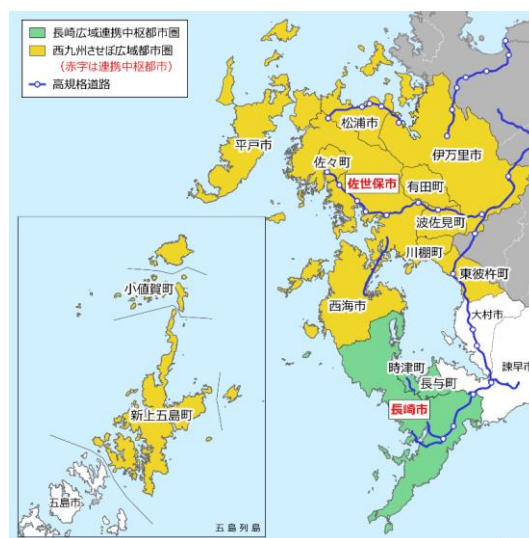 長崎広域連携中枢都市圏
西九州させぼ広域都市圏
(赤字は連携中枢都市)
高規格道路
平戸市
松浦市
伊万里市
佐々町
佐世保市
有田町
波佐見町
川棚町
東彼杵町
西海市
大村市
時津町
長与町
諫早市
長崎市
小値賀町
新上五島町
五島市
五島列島